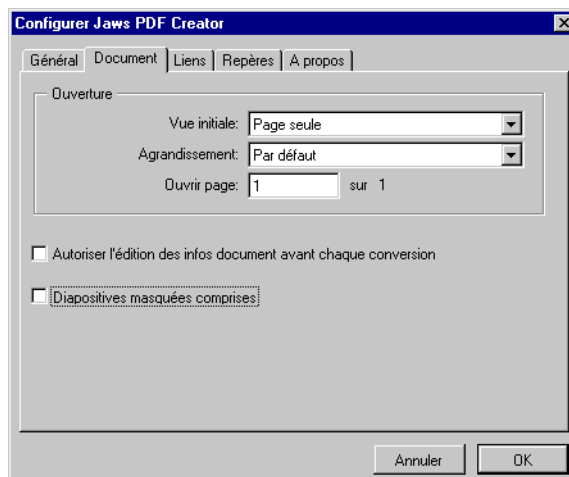 Configurer Jaws PDF Creator
Général Document Liens Repères A propos
Ouverture
Vue initiale: Page seule
Agrandissement: Par défaut
Ouvrir page: 1 sur 1
Autoriser l'édition des infos document avant chaque conversion
Diapositives masquées comprises
Annuler OK